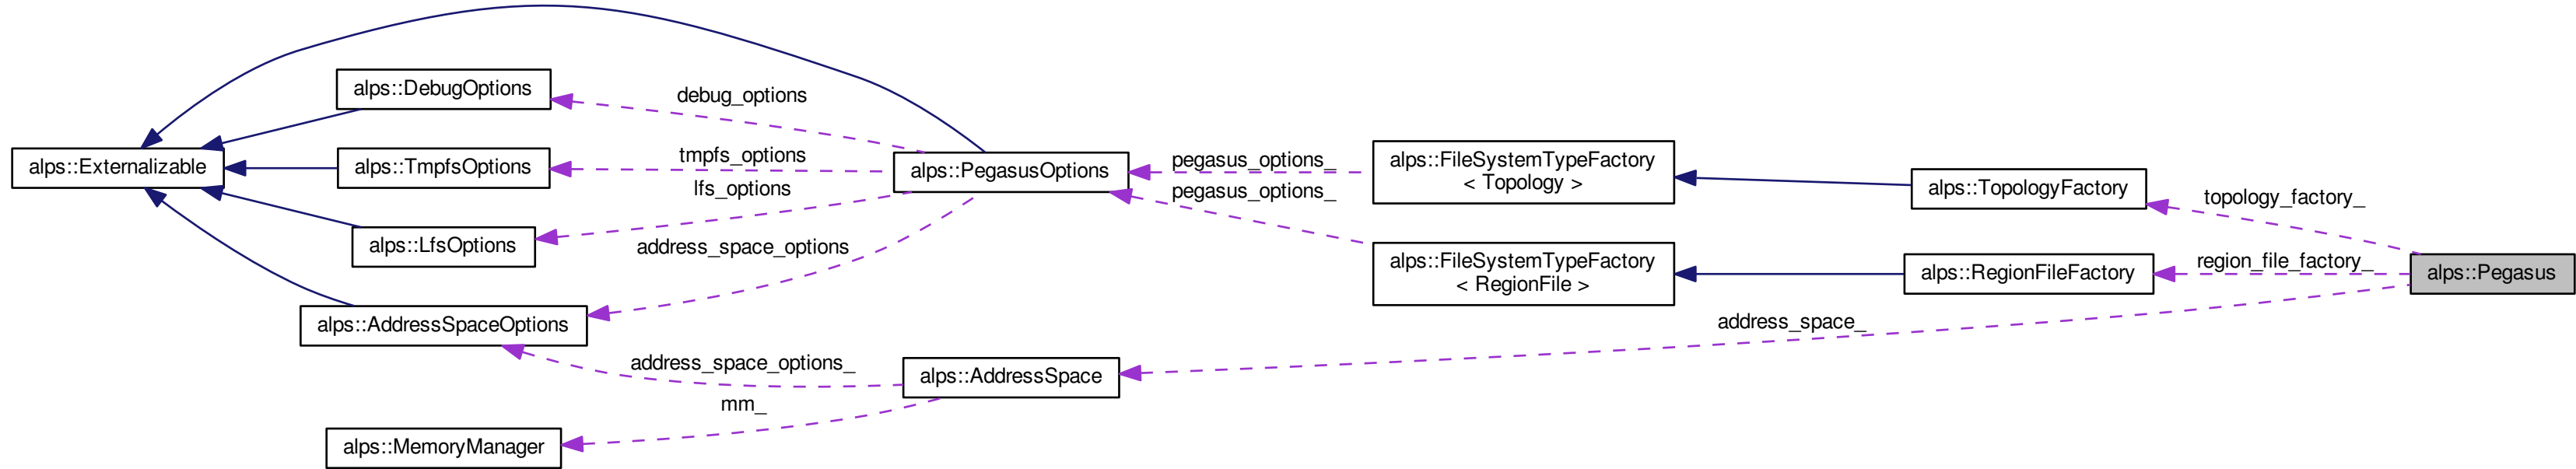 alps::DebugOptions
debug_options
alps::Externalizable
alps::TmpfsOptions
tmpfs_options
alps::PegasusOptions
pegasus_options_
alps::FileSystemTypeFactory
< Topology >
alps::TopologyFactory
topology_factory_
lfs_options
pegasus_options_
alps::LfsOptions
address_space_options
alps::FileSystemTypeFactory
< RegionFile >
alps::RegionFileFactory
region_file_factory_
alps::Pegasus
alps::AddressSpaceOptions
address_space_
address_space_options_
alps::AddressSpace
mm_
alps::MemoryManager